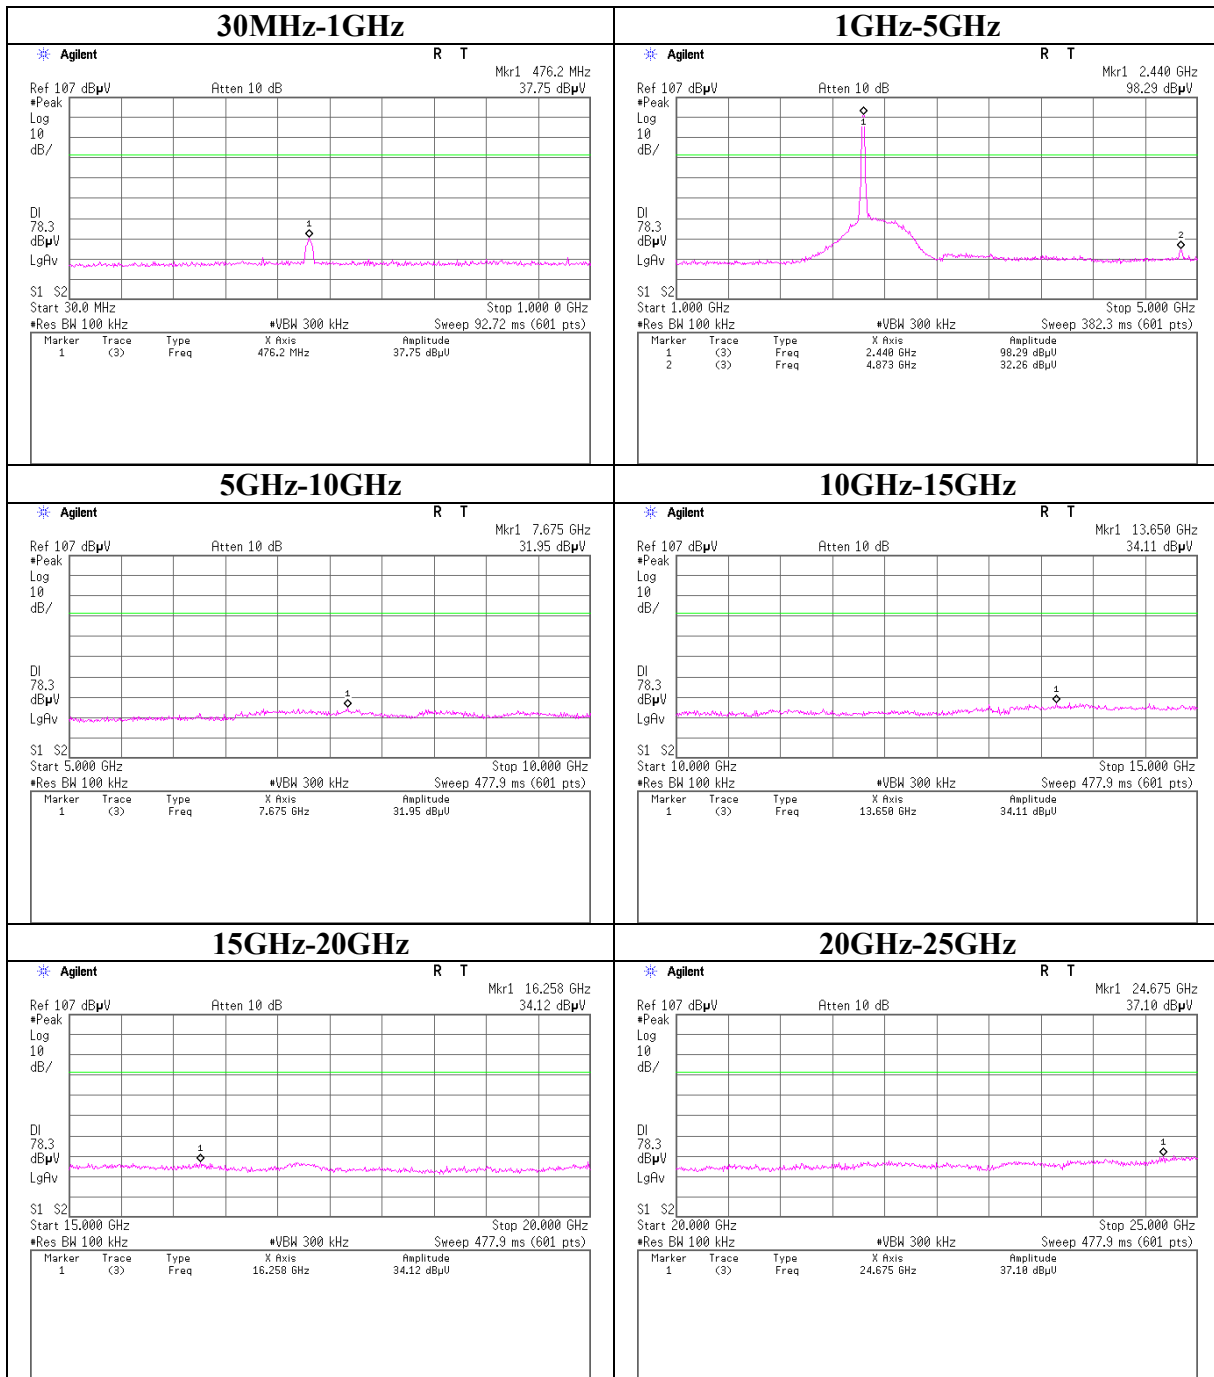 30MHz-1GHz
Agilent R T
Mkr1 476.2 MHz
Ref 107 dBµV Atten 10 dB 37.75 dBµV
#Peak
Log
10
dB/
1
DI
78.3
dBµV
LgAv
S1 S2
Start 30.0 MHz Stop 1.000 0 GHz
#Res BW 100 kHz #VBW 300 kHz Sweep 92.72 ms (601 pts)
Marker Trace Type X Axis Amplitude
1 (3) Freq 476.2 MHz 37.75 dBµV
1GHz-5GHz
Agilent R T
Mkr1 2.440 GHz
Ref 107 dBµV Atten 10 dB 98.29 dBµV
#Peak
Log
10
dB/
1
DI
78.3
dBµV
2
LgAv
S1 S2
Start 1.000 GHz Stop 5.000 GHz
#Res BW 100 kHz #VBW 300 kHz Sweep 382.3 ms (601 pts)
Marker Trace Type X Axis Amplitude
1 (3) Freq 2.440 GHz 98.29 dBµV
2 (3) Freq 4.873 GHz 32.26 dBµV
5GHz-10GHz
Agilent R T
Mkr1 7.675 GHz
Ref 107 dBµV Atten 10 dB 31.95 dBµV
#Peak
Log
10
dB/
DI
78.3
1
dBµV
LgAv
S1 S2
Start 5.000 GHz Stop 10.000 GHz
#Res BW 100 kHz #VBW 300 kHz Sweep 477.9 ms (601 pts)
Marker Trace Type X Axis Amplitude
1 (3) Freq 7.675 GHz 31.95 dBµV
10GHz-15GHz
Agilent R T
Mkr1 13.650 GHz
Ref 107 dBµV Atten 10 dB 34.11 dBµV
#Peak
Log
10
dB/
DI
78.3
1
dBµV
LgAv
S1 S2
Start 10.000 GHz Stop 15.000 GHz
#Res BW 100 kHz #VBW 300 kHz Sweep 477.9 ms (601 pts)
Marker Trace Type X Axis Amplitude
1 (3) Freq 13.650 GHz 34.11 dBµV
15GHz-20GHz
Agilent R T
Mkr1 16.258 GHz
Ref 107 dBµV Atten 10 dB 34.12 dBµV
#Peak
Log
10
dB/
DI
78.3
1
dBµV
LgAv
S1 S2
Start 15.000 GHz Stop 20.000 GHz
#Res BW 100 kHz #VBW 300 kHz Sweep 477.9 ms (601 pts)
Marker Trace Type X Axis Amplitude
1 (3) Freq 16.258 GHz 34.12 dBµV
20GHz-25GHz
Agilent R T
Mkr1 24.675 GHz
Ref 107 dBµV Atten 10 dB 37.10 dBµV
#Peak
Log
10
dB/
DI
78.3
1
dBµV
LgAv
S1 S2
Start 20.000 GHz Stop 25.000 GHz
#Res BW 100 kHz #VBW 300 kHz Sweep 477.9 ms (601 pts)
Marker Trace Type X Axis Amplitude
1 (3) Freq 24.675 GHz 37.10 dBµV